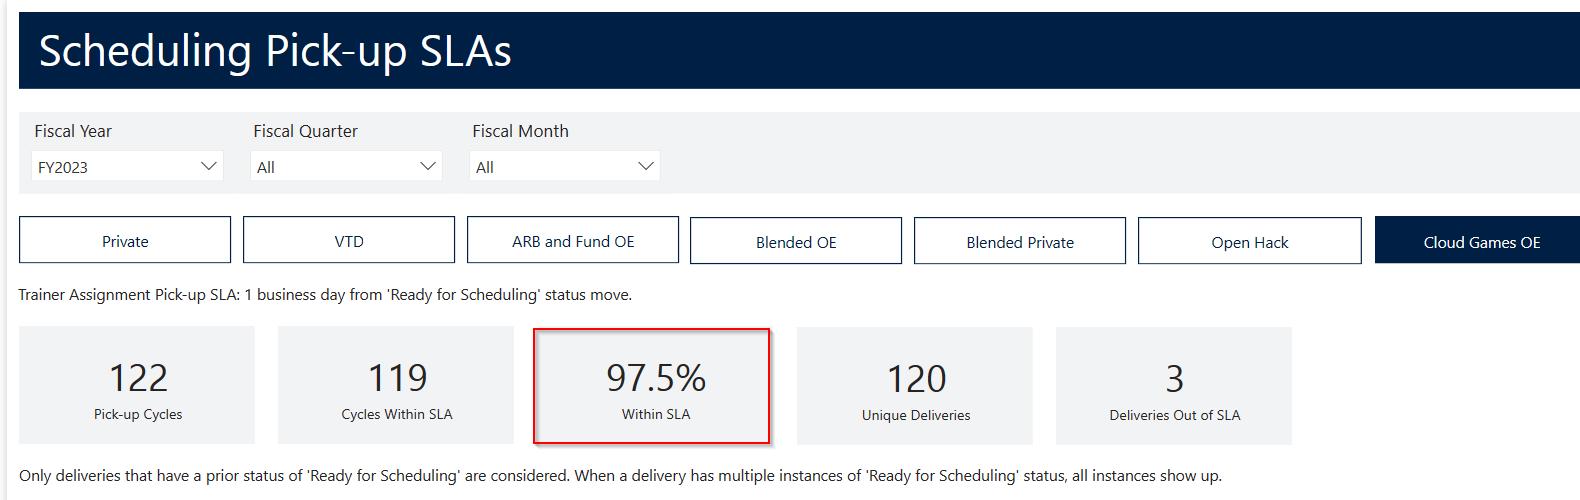 Scheduling Pick-up SLAs
Fiscal Year
Fiscal Quarter
Fiscal Month
FY2023
All
All
Private
VTD
ARB and Fund OE
Blended OE
Blended Private
Open Hack
Cloud Games OE
Trainer Assignment Pick-up SLA: 1 business day from 'Ready for Scheduling' status move.
122
Pick-up Cycles
119
Cycles Within SLA
97.5%
Within SLA
120
Unique Deliveries
3
Deliveries Out of SLA
Only deliveries that have a prior status of 'Ready for Scheduling' are considered. When a delivery has multiple instances of 'Ready for Scheduling' status, all instances show up.